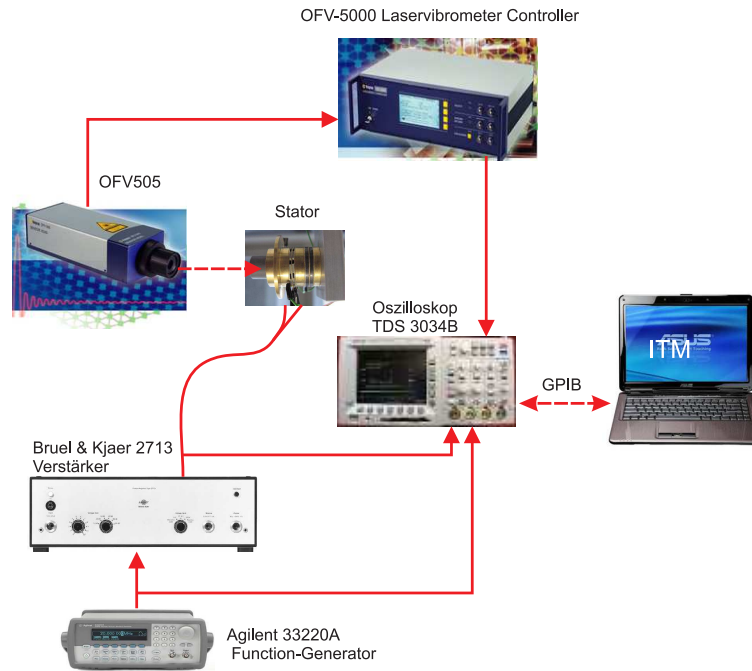 OFV-5000 Laservibrometer Controller
OFV505
Stator
Oszilloskop
TDS 3034B
ASUS
ITM
GPIB
Bruel & Kjaer 2713
Verstärker
Agilent 33220A
Function-Generator